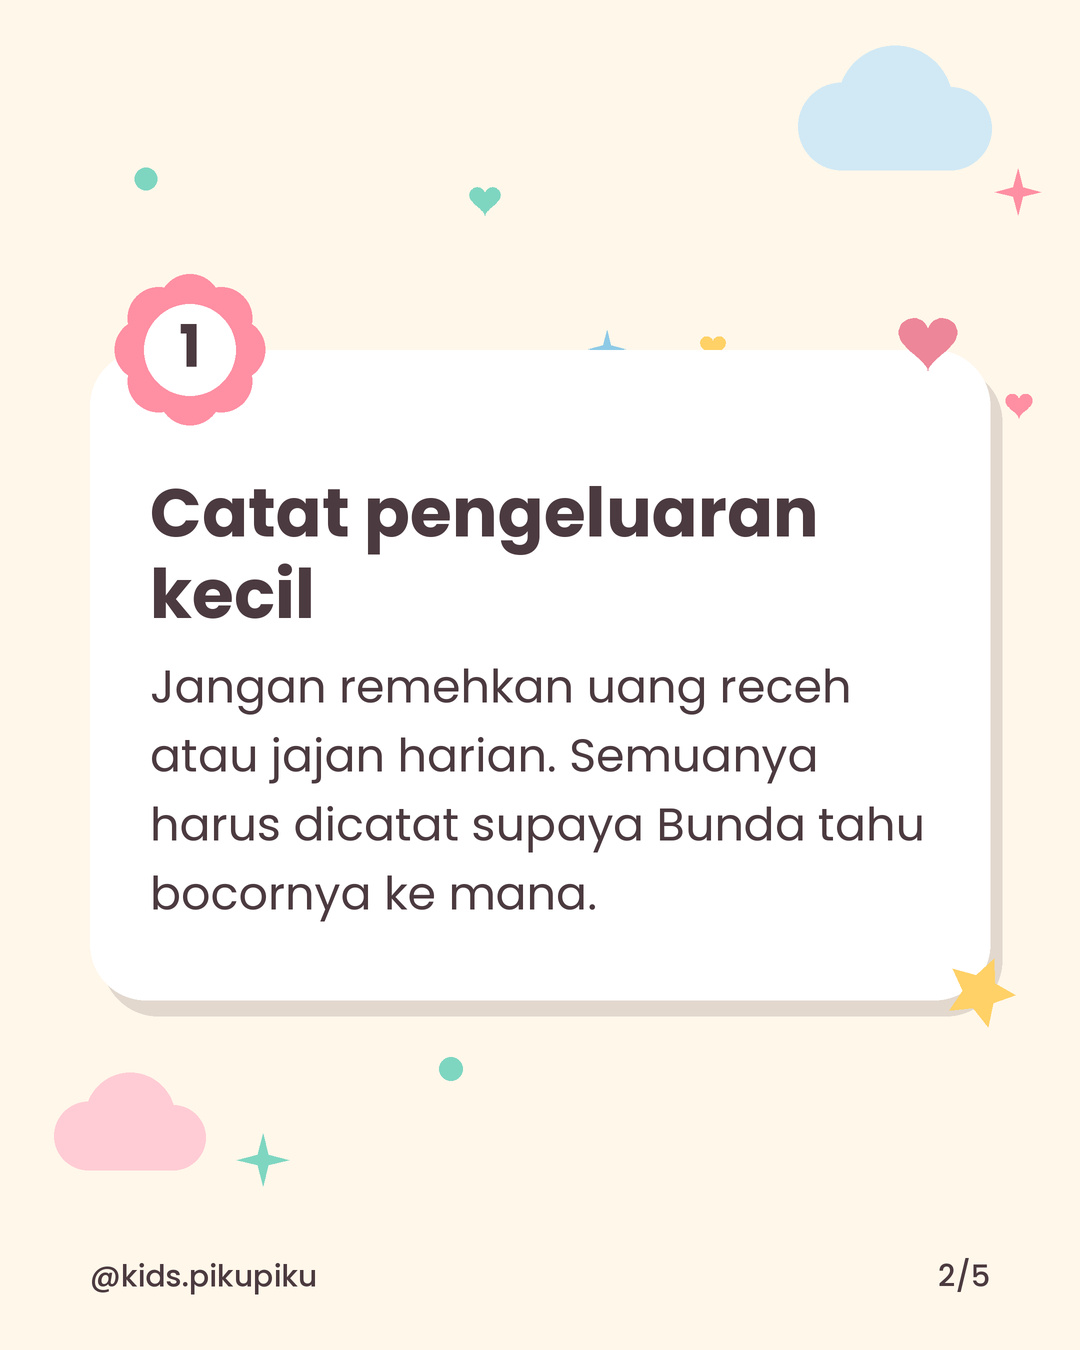 1
Catat pengeluaran
kecil
Jangan remehkan uang receh
atau jajan harian. Semuanya
harus dicatat supaya Bunda tahu
bocornya ke mana.
@kids.pikupiku
2/5